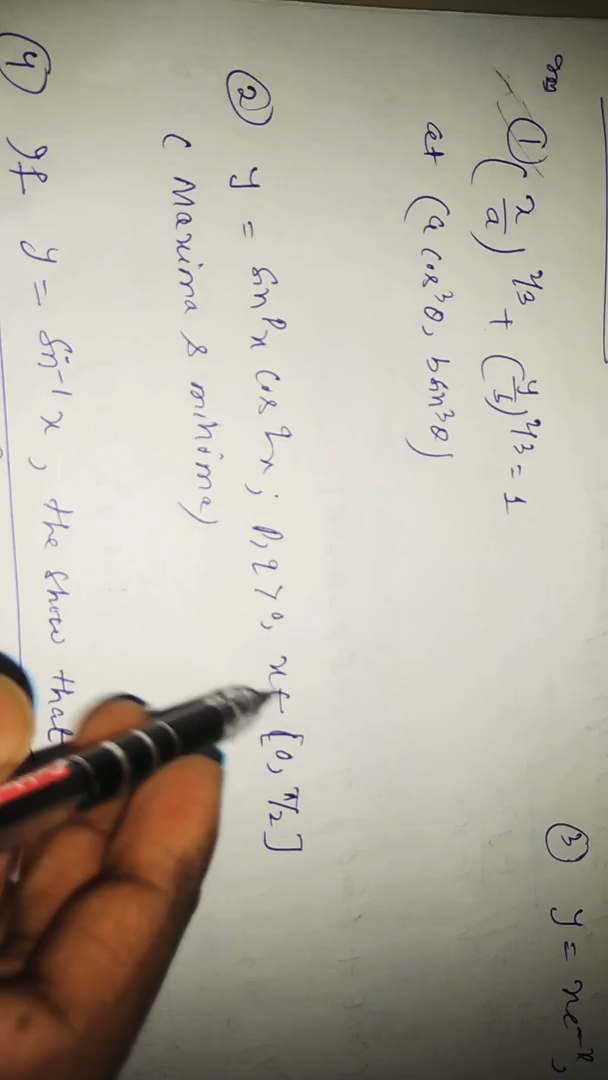 ① (x/a)^2/3 + (y/b)^2/3 = 1
at (a cos³θ, b sin³θ)
② y = sin^p x cos^q x; p, q > 0, x ∈ [0, π/2]
( Maxima & minima)
③ y = xe^-x,
④ If y = sin^-1 x, the show that